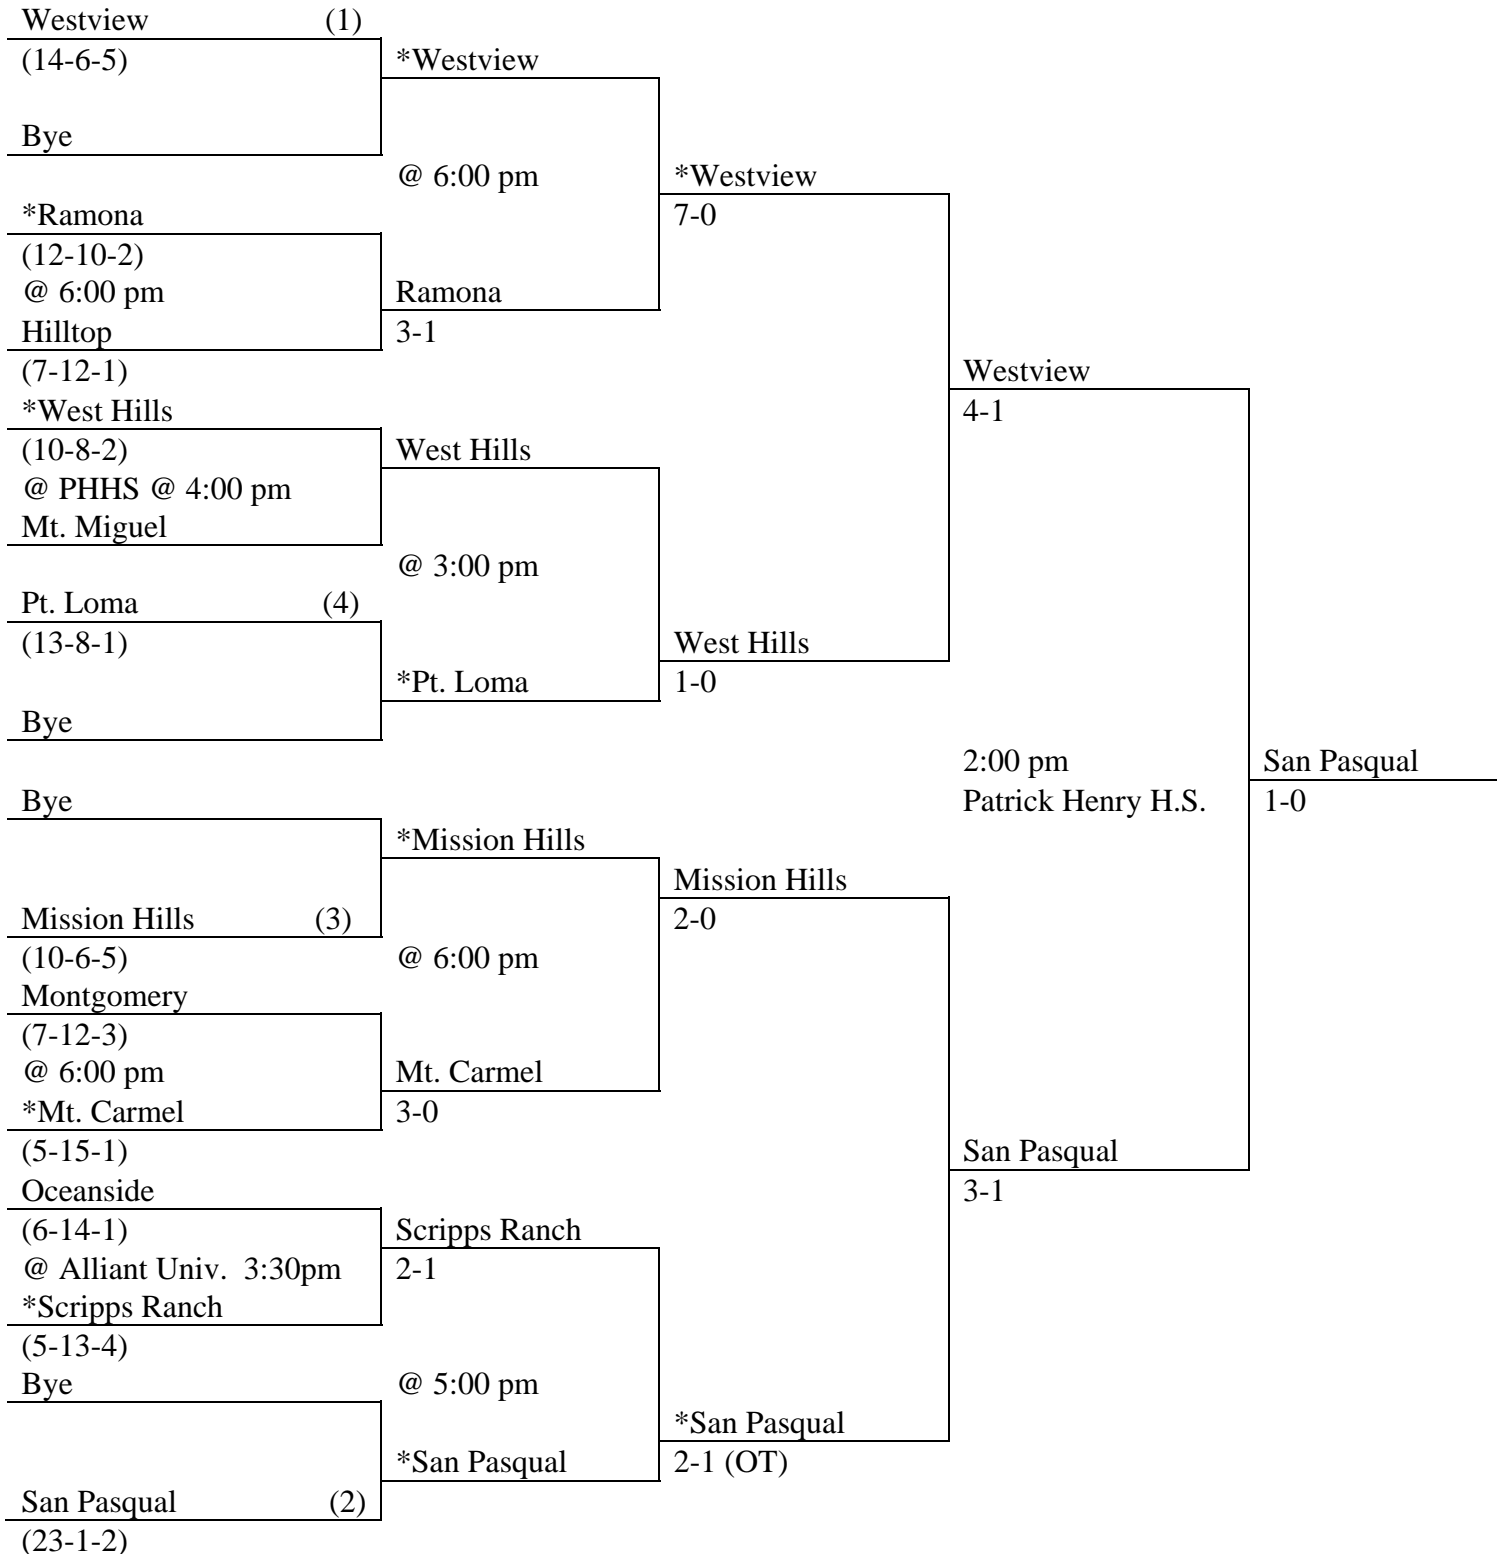 Westview (1)
(14-6-5)
Bye
*Ramona
(12-10-2)
@ 6:00 pm
Hilltop
(7-12-1)
*West Hills
(10-8-2)
@ PHHS @ 4:00 pm
Mt. Miguel
Pt. Loma (4)
(13-8-1)
Bye
Bye
Mission Hills (3)
(10-6-5)
Montgomery
(7-12-3)
@ 6:00 pm
*Mt. Carmel
(5-15-1)
Oceanside
(6-14-1)
@ Alliant Univ. 3:30pm
*Scripps Ranch
(5-13-4)
Bye
San Pasqual (2)
(23-1-2)
*Westview
@ 6:00 pm
Ramona
3-1
West Hills
@ 3:00 pm
*Pt. Loma
*Mission Hills
@ 6:00 pm
Mt. Carmel
3-0
Scripps Ranch
2-1
@ 5:00 pm
*San Pasqual
*Westview
7-0
West Hills
1-0
Mission Hills
2-0
*San Pasqual
2-1 (OT)
Westview
4-1
2:00 pm
Patrick Henry H.S.
San Pasqual
3-1
San Pasqual
1-0